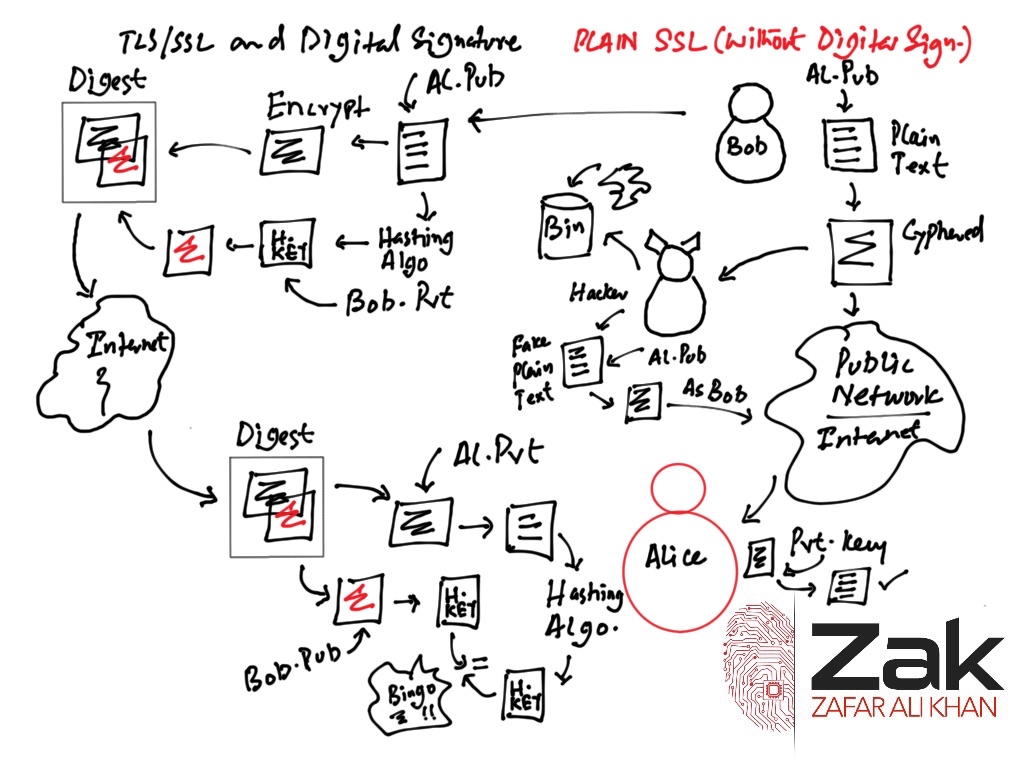 TLS/SSL and Digital Signature
PLAIN SSL (without Digital Sign.)
Digest
Encrypt
AL.Pub
Hashing
Algo
H.
KEY
Bob.Pvt
Internet
Digest
AL.Pvt
Hashing
Algo.
H.
KEY
Bob.Pub
=
H.
KEY
Bingo
!!
Bob
AL.Pub
Plain
Text
Cyphered
Bin
Hacker
Fake
Plain
Text
AL.Pub
As Bob
Public
Network
Internet
Alice
Pvt. Key
Zak
ZAFAR ALI KHAN